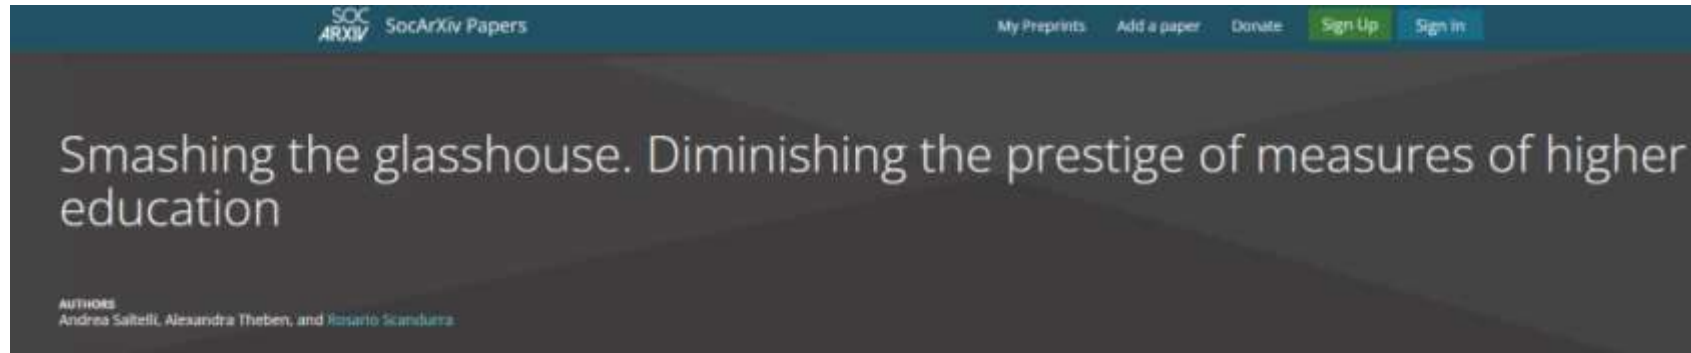 SOC
ARXIV
SocArXiv Papers
My Preprints
Add a paper
Donate
Sign Up
Sign in
Smashing the glasshouse. Diminishing the prestige of measures of higher
education
AUTHORS
Andrea Saltelli, Alexandra Theben, and Rosario Scandurra